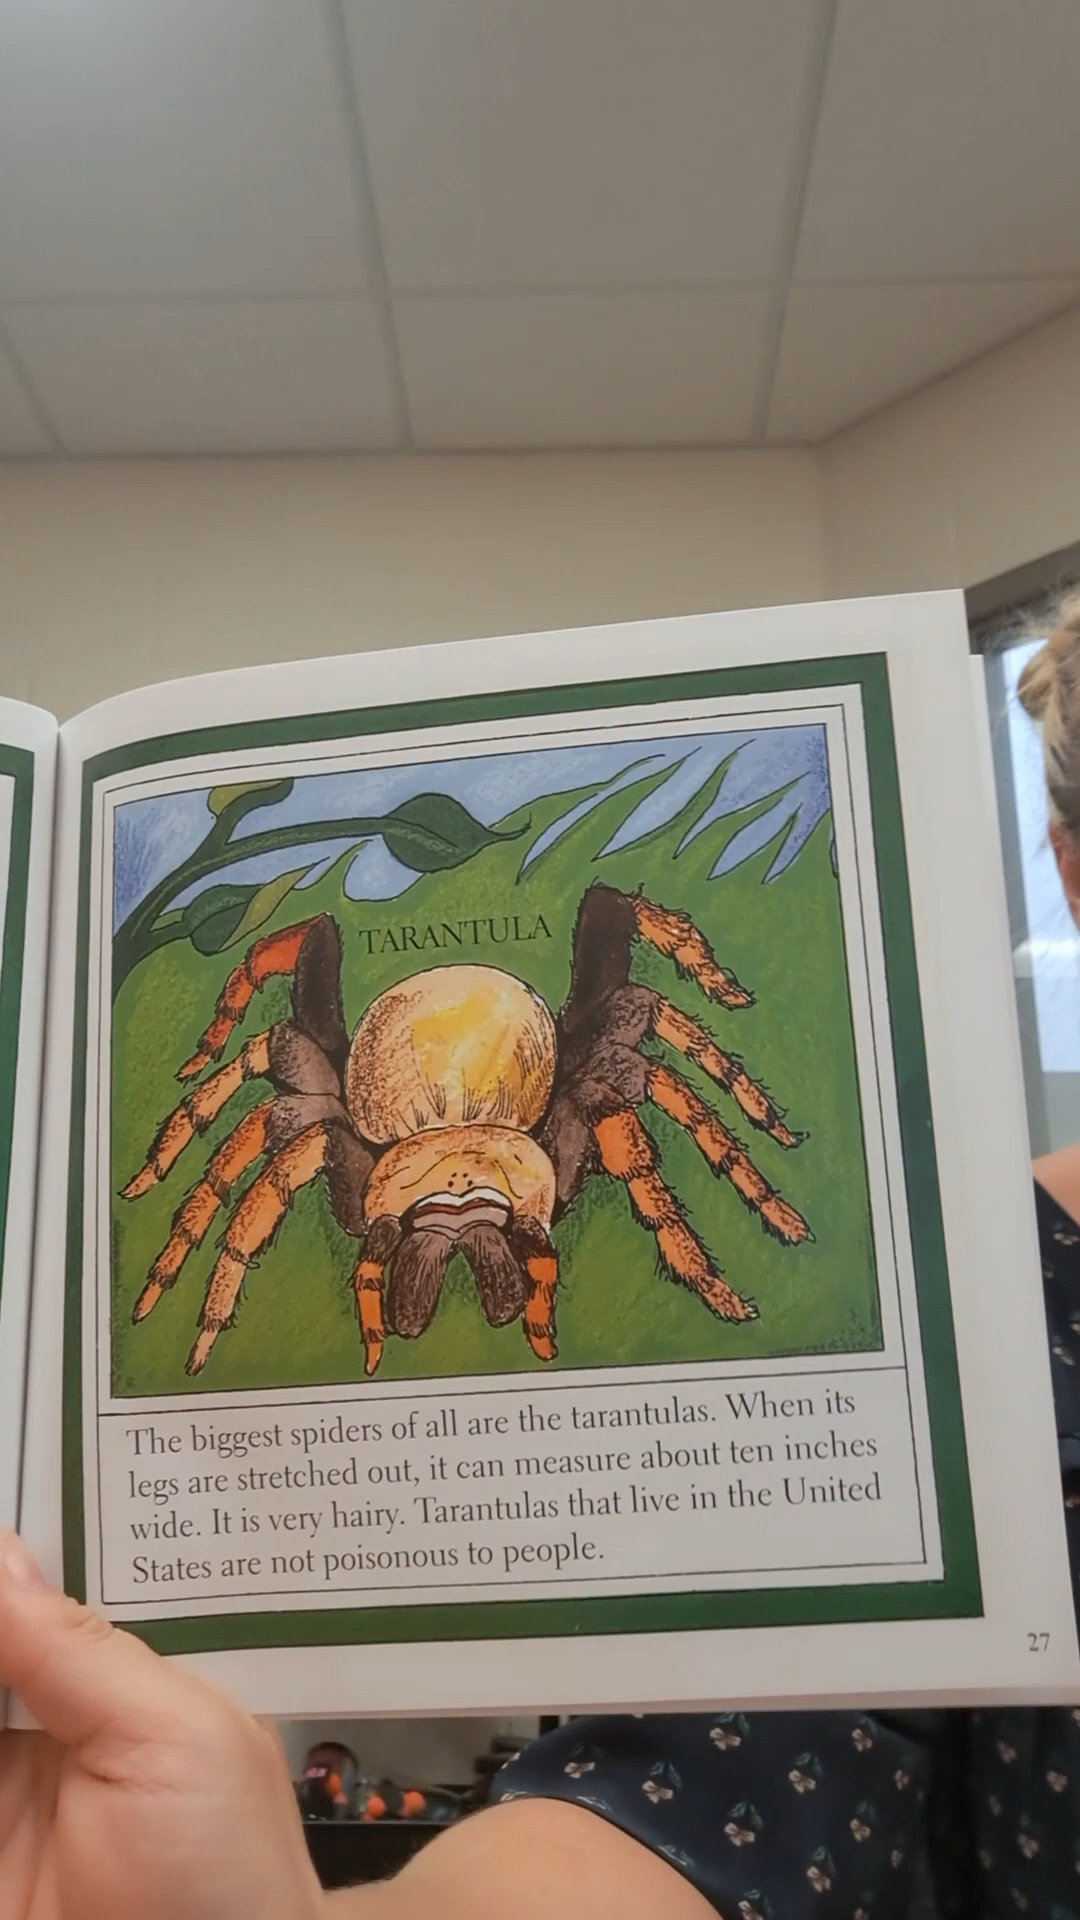 TARANTULA
The biggest spiders of all are the tarantulas. When its
legs are stretched out, it can measure about ten inches
wide. It is very hairy. Tarantulas that live in the United
States are not poisonous to people.
27